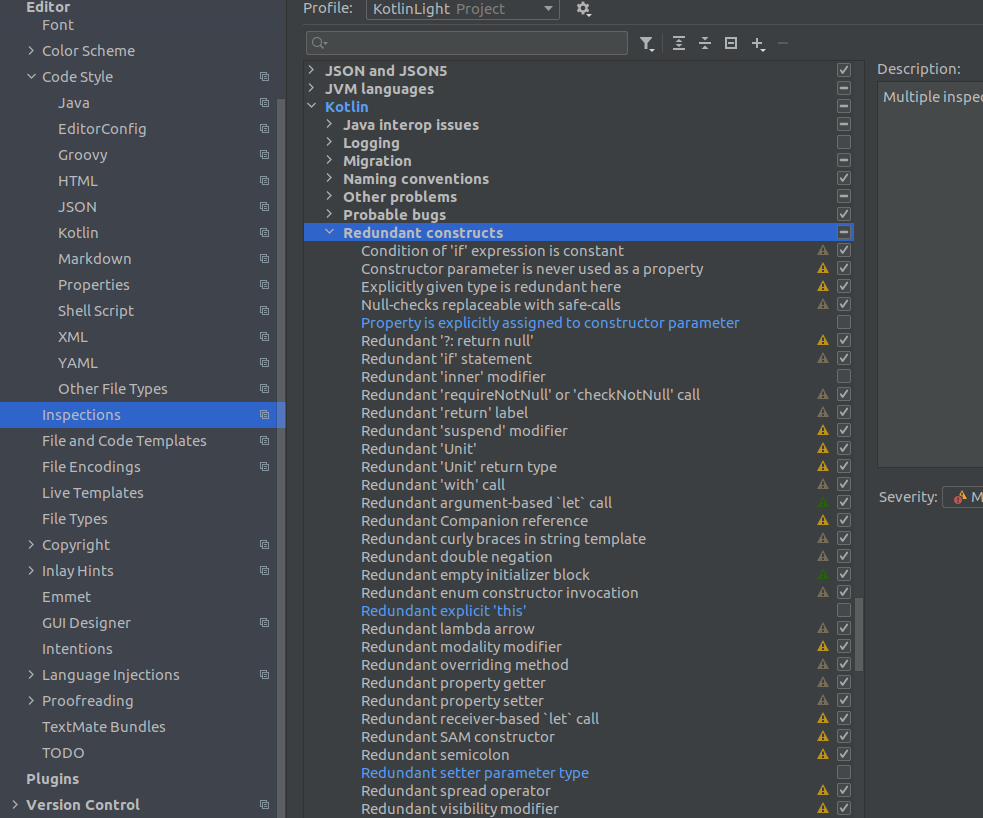 Editor
Font
Color Scheme
Code Style
Java
EditorConfig
Groovy
HTML
JSON
Kotlin
Markdown
Properties
Shell Script
XML
YAML
Other File Types
Inspections
File and Code Templates
File Encodings
Live Templates
File Types
Copyright
Inlay Hints
Emmet
GUI Designer
Intentions
Language Injections
Proofreading
TextMate Bundles
TODO
Plugins
Version Control
Profile: KotlinLight Project
JSON and JSON5
JVM languages
Kotlin
Java interop issues
Logging
Migration
Naming conventions
Other problems
Probable bugs
Redundant constructs
Condition of 'if' expression is constant
Constructor parameter is never used as a property
Explicitly given type is redundant here
Null-checks replaceable with safe-calls
Property is explicitly assigned to constructor parameter
Redundant '?: return null'
Redundant 'if' statement
Redundant 'inner' modifier
Redundant 'requireNotNull' or 'checkNotNull' call
Redundant 'return' label
Redundant 'suspend' modifier
Redundant 'Unit'
Redundant 'Unit' return type
Redundant 'with' call
Redundant argument-based `let` call
Redundant Companion reference
Redundant curly braces in string template
Redundant double negation
Redundant empty initializer block
Redundant enum constructor invocation
Redundant explicit 'this'
Redundant lambda arrow
Redundant modality modifier
Redundant overriding method
Redundant property getter
Redundant property setter
Redundant receiver-based `let` call
Redundant SAM constructor
Redundant semicolon
Redundant setter parameter type
Redundant spread operator
Redundant visibility modifier
Description:
Multiple inspec
Severity: M